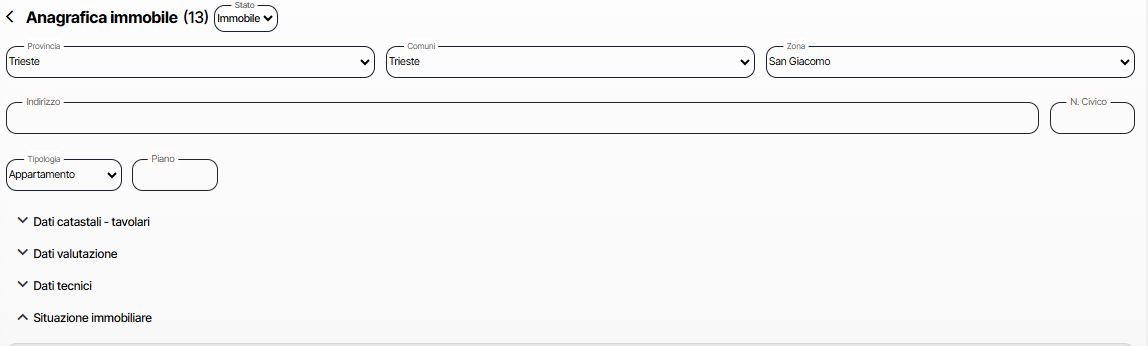 Anagrafica immobile (13) Stato Immobile
Provincia Comuni Zona
Trieste Trieste San Giacomo
Indirizzo N. Civico
Tipologia Piano
Appartamento
Dati catastali - tavolari
Dati valutazione
Dati tecnici
Situazione immobiliare